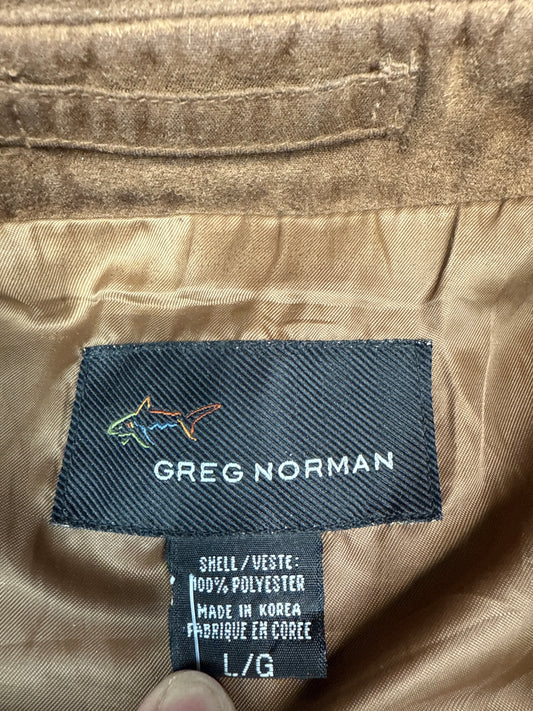 GREG NORMAN
SHELL/VESTE:
100% POLYESTER
MADE IN KOREA
FABRIQUE EN COREE
L/G